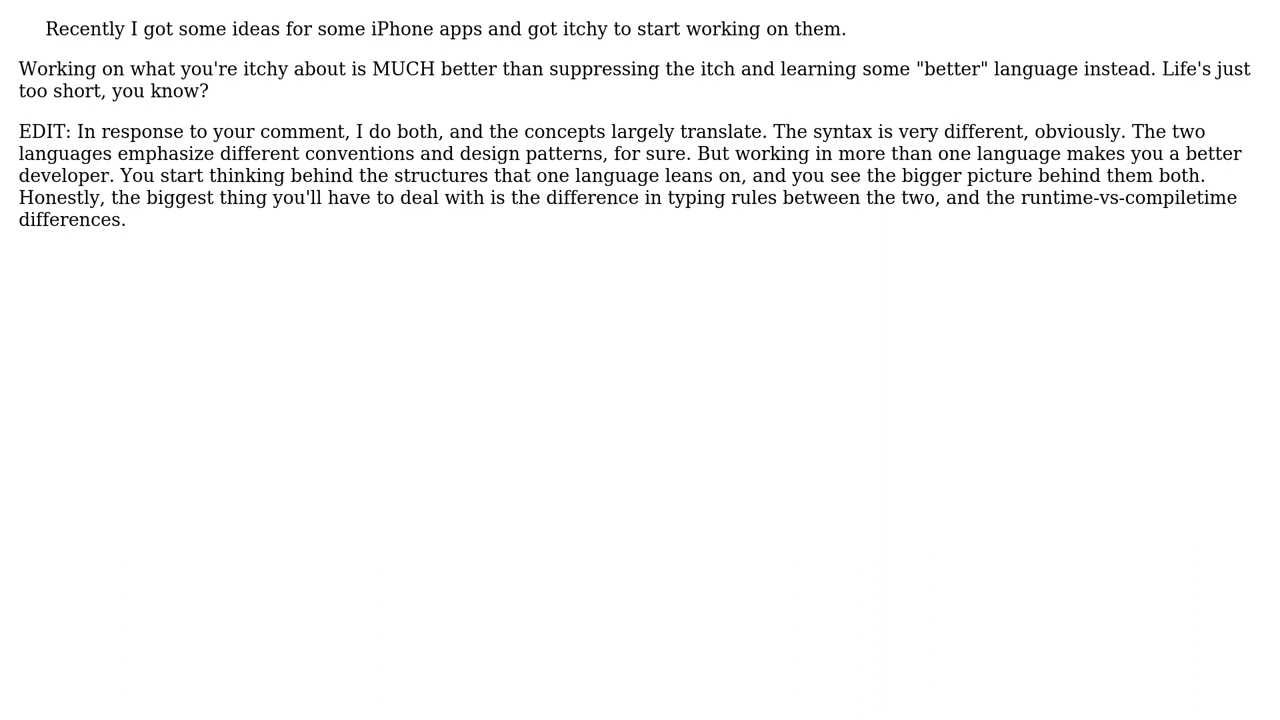 Recently I got some ideas for some iPhone apps and got itchy to start working on them.
Working on what you're itchy about is MUCH better than suppressing the itch and learning some "better" language instead. Life's just
too short, you know?
EDIT: In response to your comment, I do both, and the concepts largely translate. The syntax is very different, obviously. The two
languages emphasize different conventions and design patterns, for sure. But working in more than one language makes you a better
developer. You start thinking behind the structures that one language leans on, and you see the bigger picture behind them both.
Honestly, the biggest thing you'll have to deal with is the difference in typing rules between the two, and the runtime-vs-compiletime
differences.